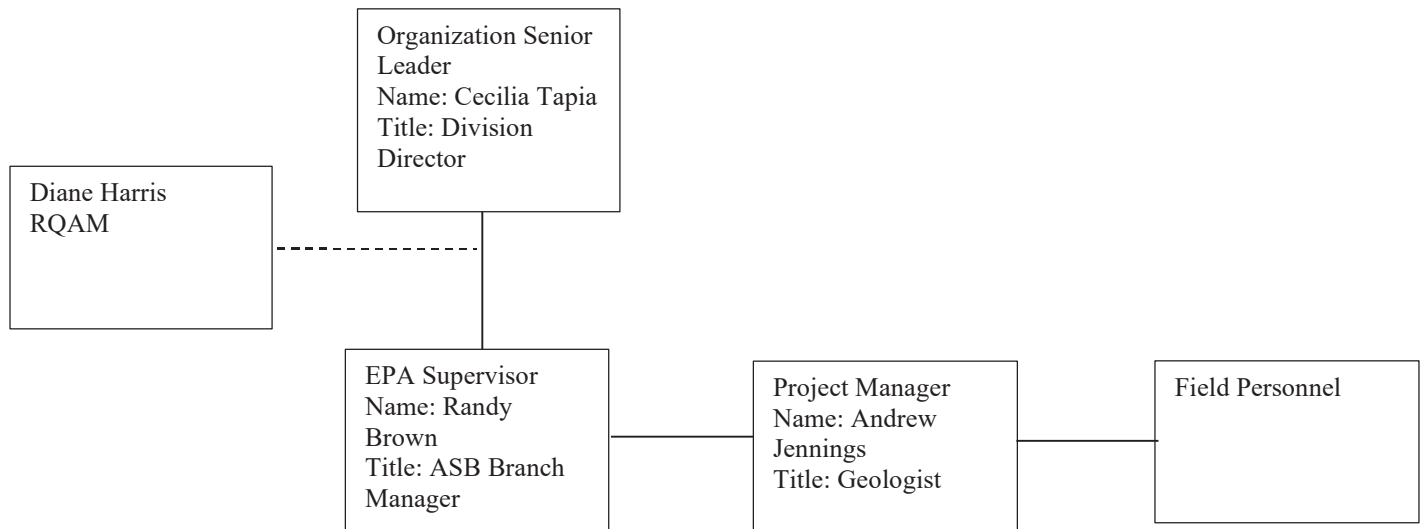 Organization Senior
Leader
Name: Cecilia Tapia
Title: Division
Director
Diane Harris
RQAM
EPA Supervisor
Name: Randy
Brown
Title: ASB Branch
Manager
Project Manager
Name: Andrew
Jennings
Title: Geologist
Field Personnel